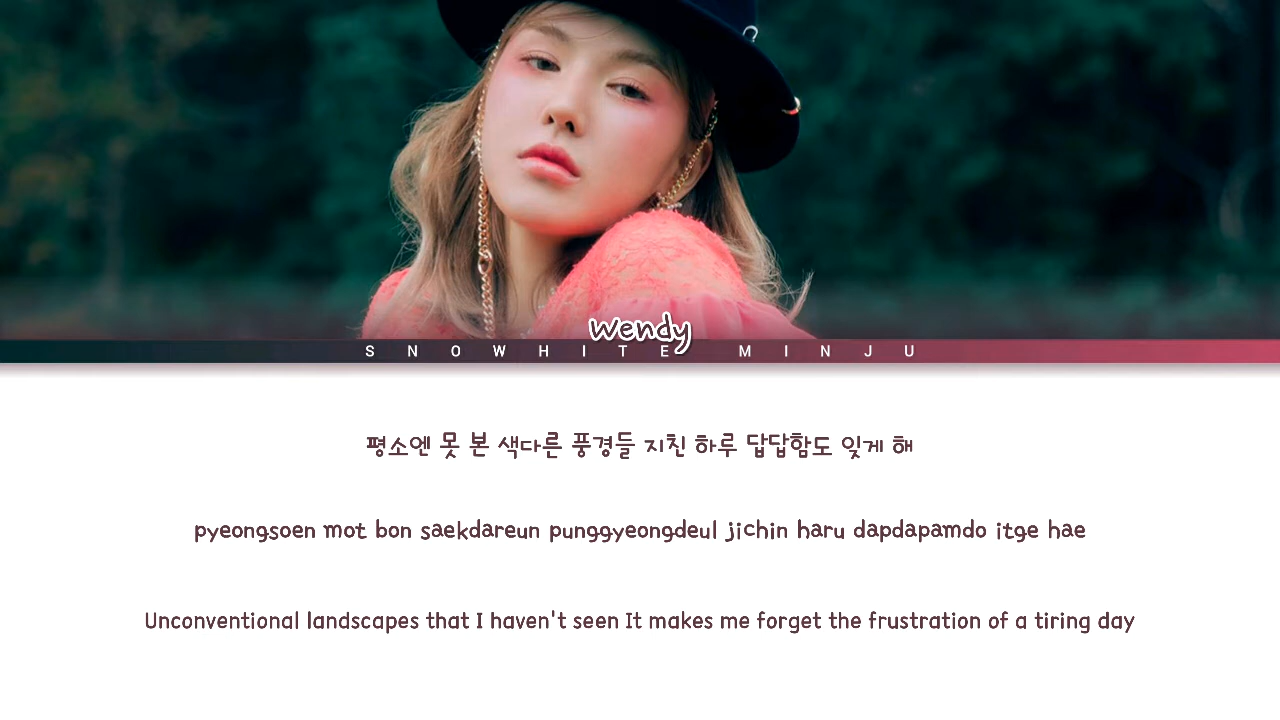 wendy
SNOWHITE MINJU
평소엔 못 본 색다른 풍경들 지친 하루 답답함도 잊게 해
pyeongsoen mot bon saekdareun punggyeongdeul jichin haru dapdapamdo itge hae
Unconventional landscapes that I haven't seen It makes me forget the frustration of a tiring day